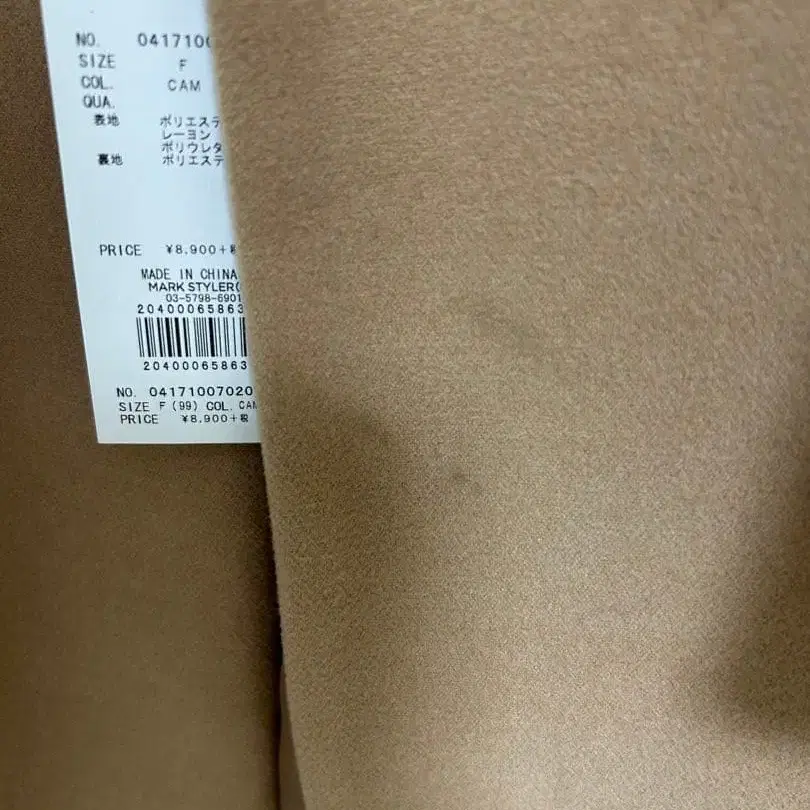 NO. 0417100
SIZE F
COL. CAM
QUA.
表地 ポリエステ
レーヨン
ポリウレタ
裏地 ポリエステ
PRICE ¥8,900+税
MADE IN CHINA
MARK STYLER(
03-5798-6901
20400065863
20400065863
NO. 04171007020
SIZE F(99) COL. CAM
PRICE ¥8,900+税